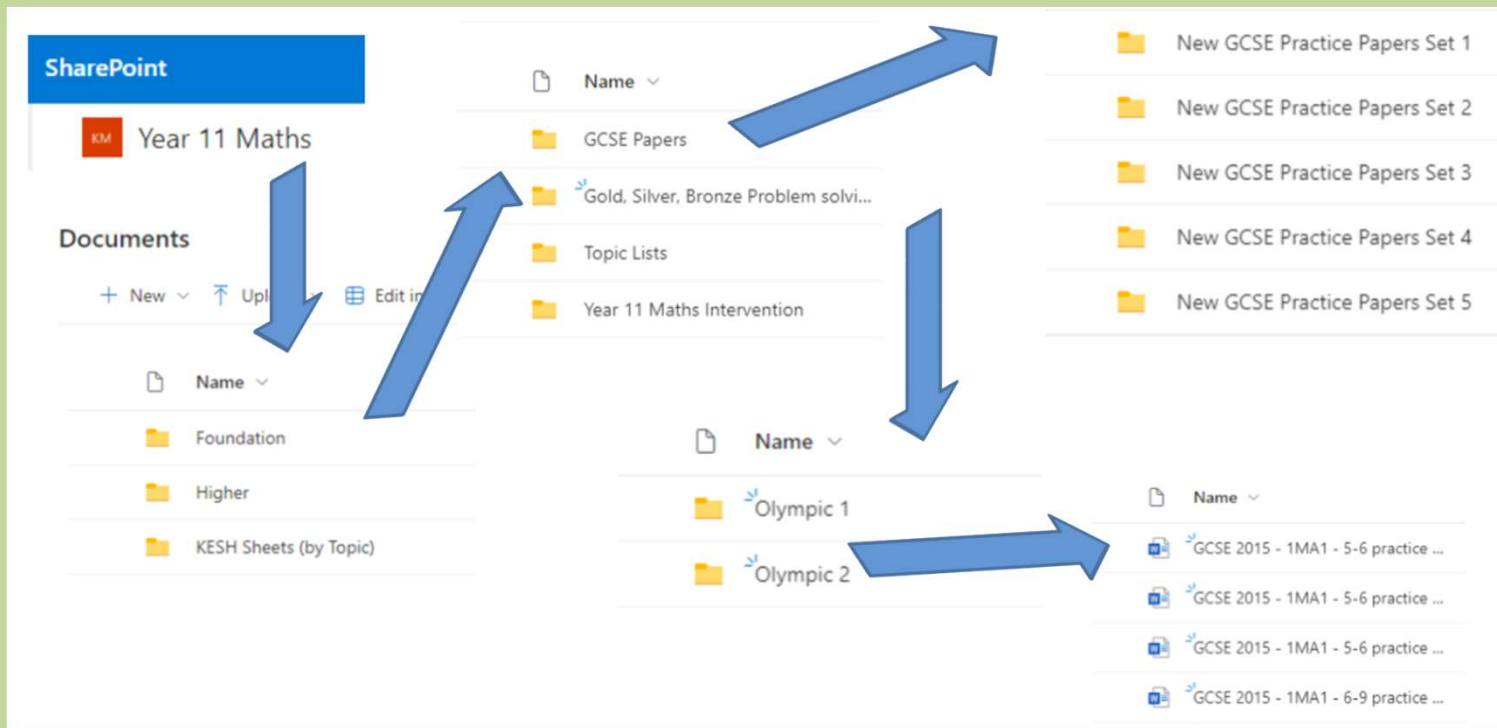 SharePoint
KM Year 11 Maths
Documents
+ New Upl Edit in
Name
Foundation
Higher
KESH Sheets (by Topic)
Name
GCSE Papers
Gold, Silver, Bronze Problem solvi...
Topic Lists
Year 11 Maths Intervention
New GCSE Practice Papers Set 1
New GCSE Practice Papers Set 2
New GCSE Practice Papers Set 3
New GCSE Practice Papers Set 4
New GCSE Practice Papers Set 5
Name
Olympic 1
Olympic 2
Name
GCSE 2015 - 1MA1 - 5-6 practice ...
GCSE 2015 - 1MA1 - 5-6 practice ...
GCSE 2015 - 1MA1 - 5-6 practice ...
GCSE 2015 - 1MA1 - 6-9 practice ...